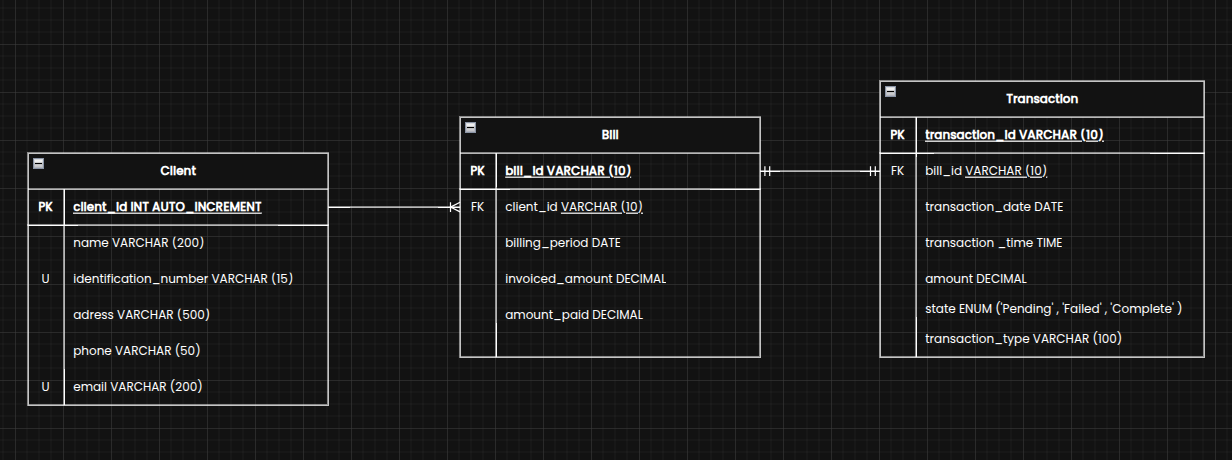 Client
PK client_id INT AUTO_INCREMENT
name VARCHAR (200)
U identification_number VARCHAR (15)
adress VARCHAR (500)
phone VARCHAR (50)
U email VARCHAR (200)
Bill
PK bill_id VARCHAR (10)
FK client_id VARCHAR (10)
billing_period DATE
invoiced_amount DECIMAL
amount_paid DECIMAL
Transaction
PK transaction_id VARCHAR (10)
FK bill_id VARCHAR (10)
transaction_date DATE
transaction _time TIME
amount DECIMAL
state ENUM ('Pending' , 'Failed' , 'Complete' )
transaction_type VARCHAR (100)